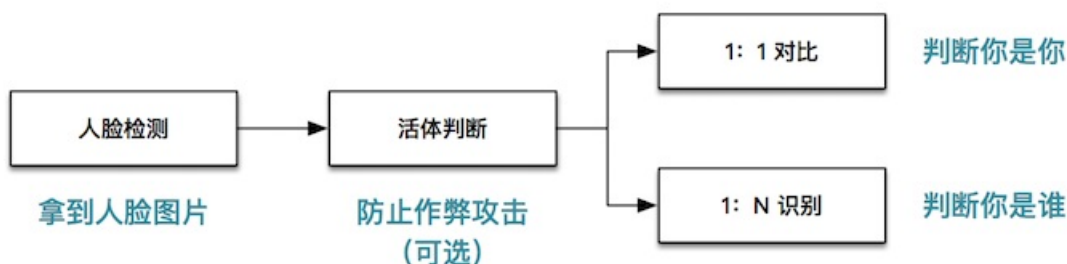 1: 1 对比
判断你是你
人脸检测
活体判断
拿到人脸图片
防止作弊攻击
(可选)
1: N 识别
判断你是谁